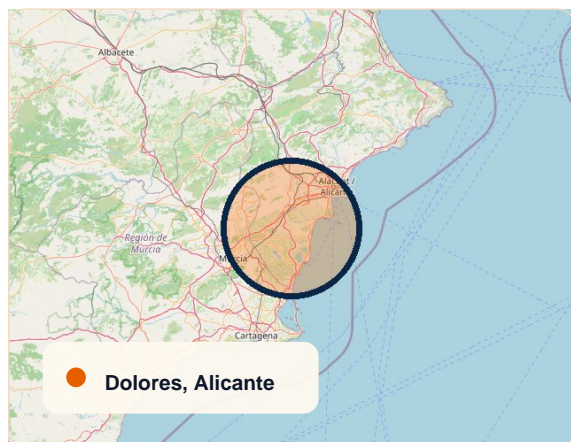 Albacete
Alacant /
Alicante
Región de
Murcia
Murcia
Cartagena
Dolores, Alicante